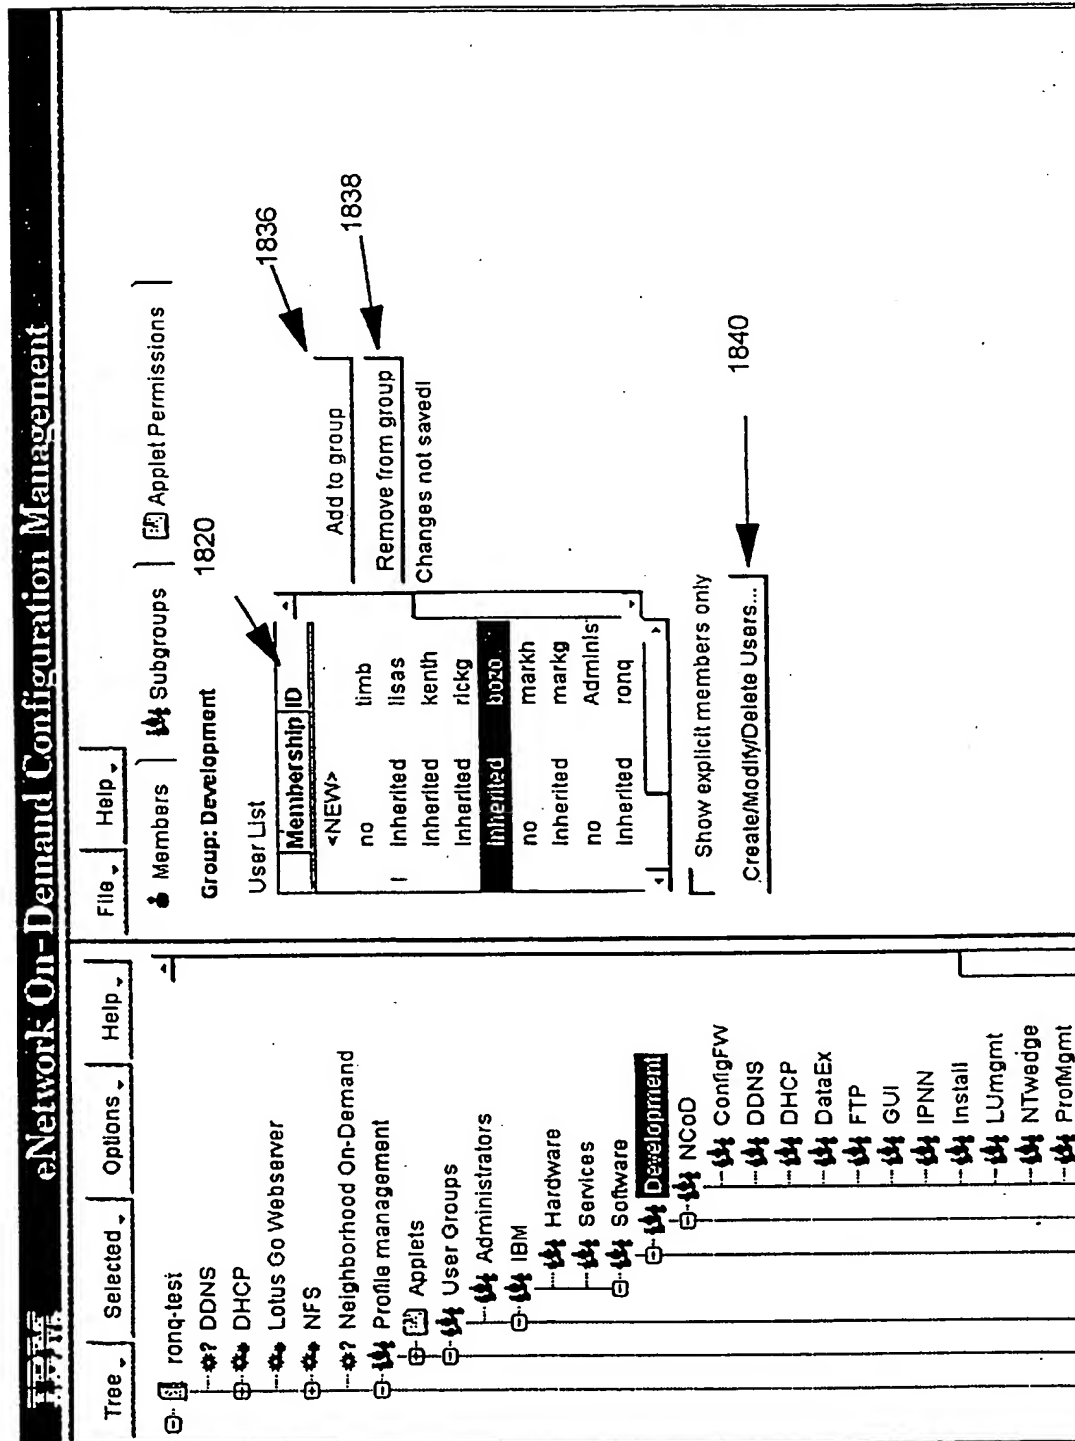 IBM
eNetwork On-Demand Configuration Management
Tree Selected Options Help
ronq-test
? DDNS
DHCP
Lotus Go Webserver
NFS
? Neighborhood On-Demand
Profile management
Applets
User Groups
Administrators
IBM
Hardware
Services
Software
Development
NCoD
ConfigFW
DDNS
DHCP
DataEx
FTP
GUI
IPNN
Install
LUmgmt
NTwedge
ProfMgmt
File Help
Members Subgroups Applet Permissions
Group: Development
1820
User List
Membership ID
<NEW>
no timb
Inherited lisas
Inherited kenth
Inherited rickg
Inherited bozo
no markh
Inherited markg
no Adminis
Inherited ronq
Add to group
1836
Remove from group
1838
Changes not saved!
Show explicit members only
Create/Modify/Delete Users...
1840